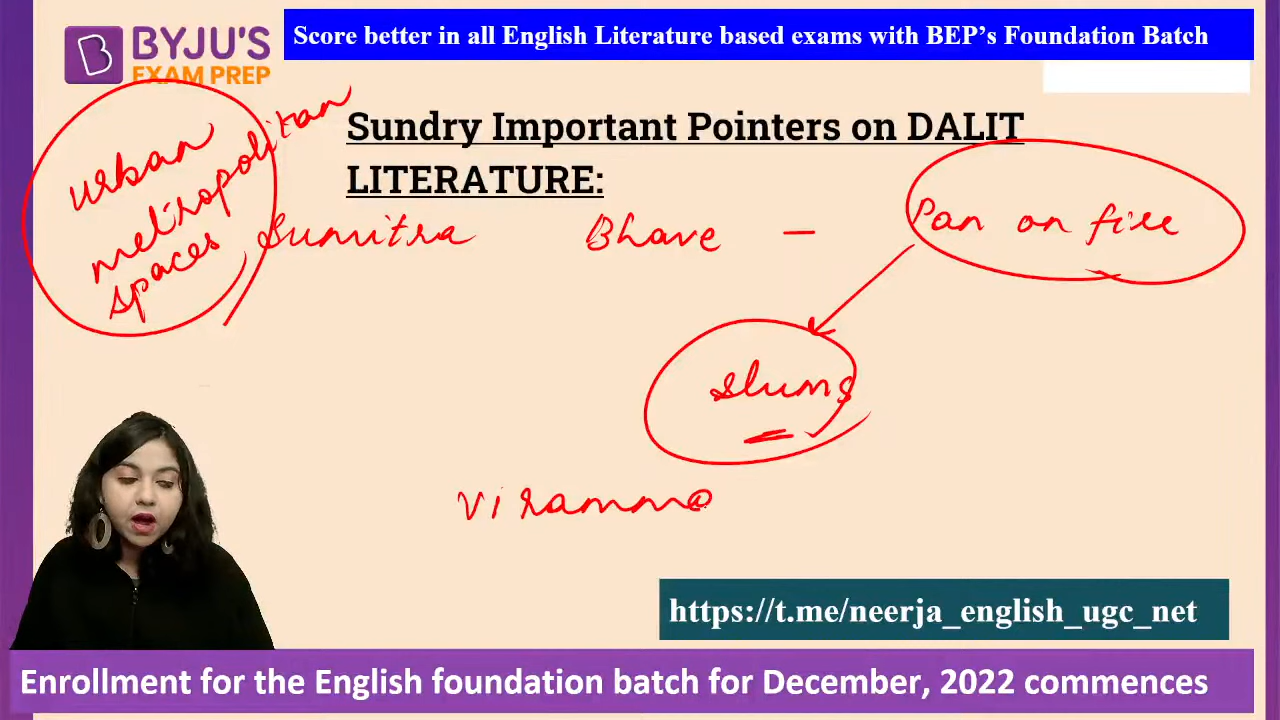 BYJU'S
EXAM PREP
Score better in all English Literature based exams with BEP's Foundation Batch
Sundry Important Pointers on DALIT
LITERATURE:
urban
metropolitan
spaces
Sumitra Bhave – Pan on fire
slums
viramma
https://t.me/neerja_english_ugc_net
Enrollment for the English foundation batch for December, 2022 commences